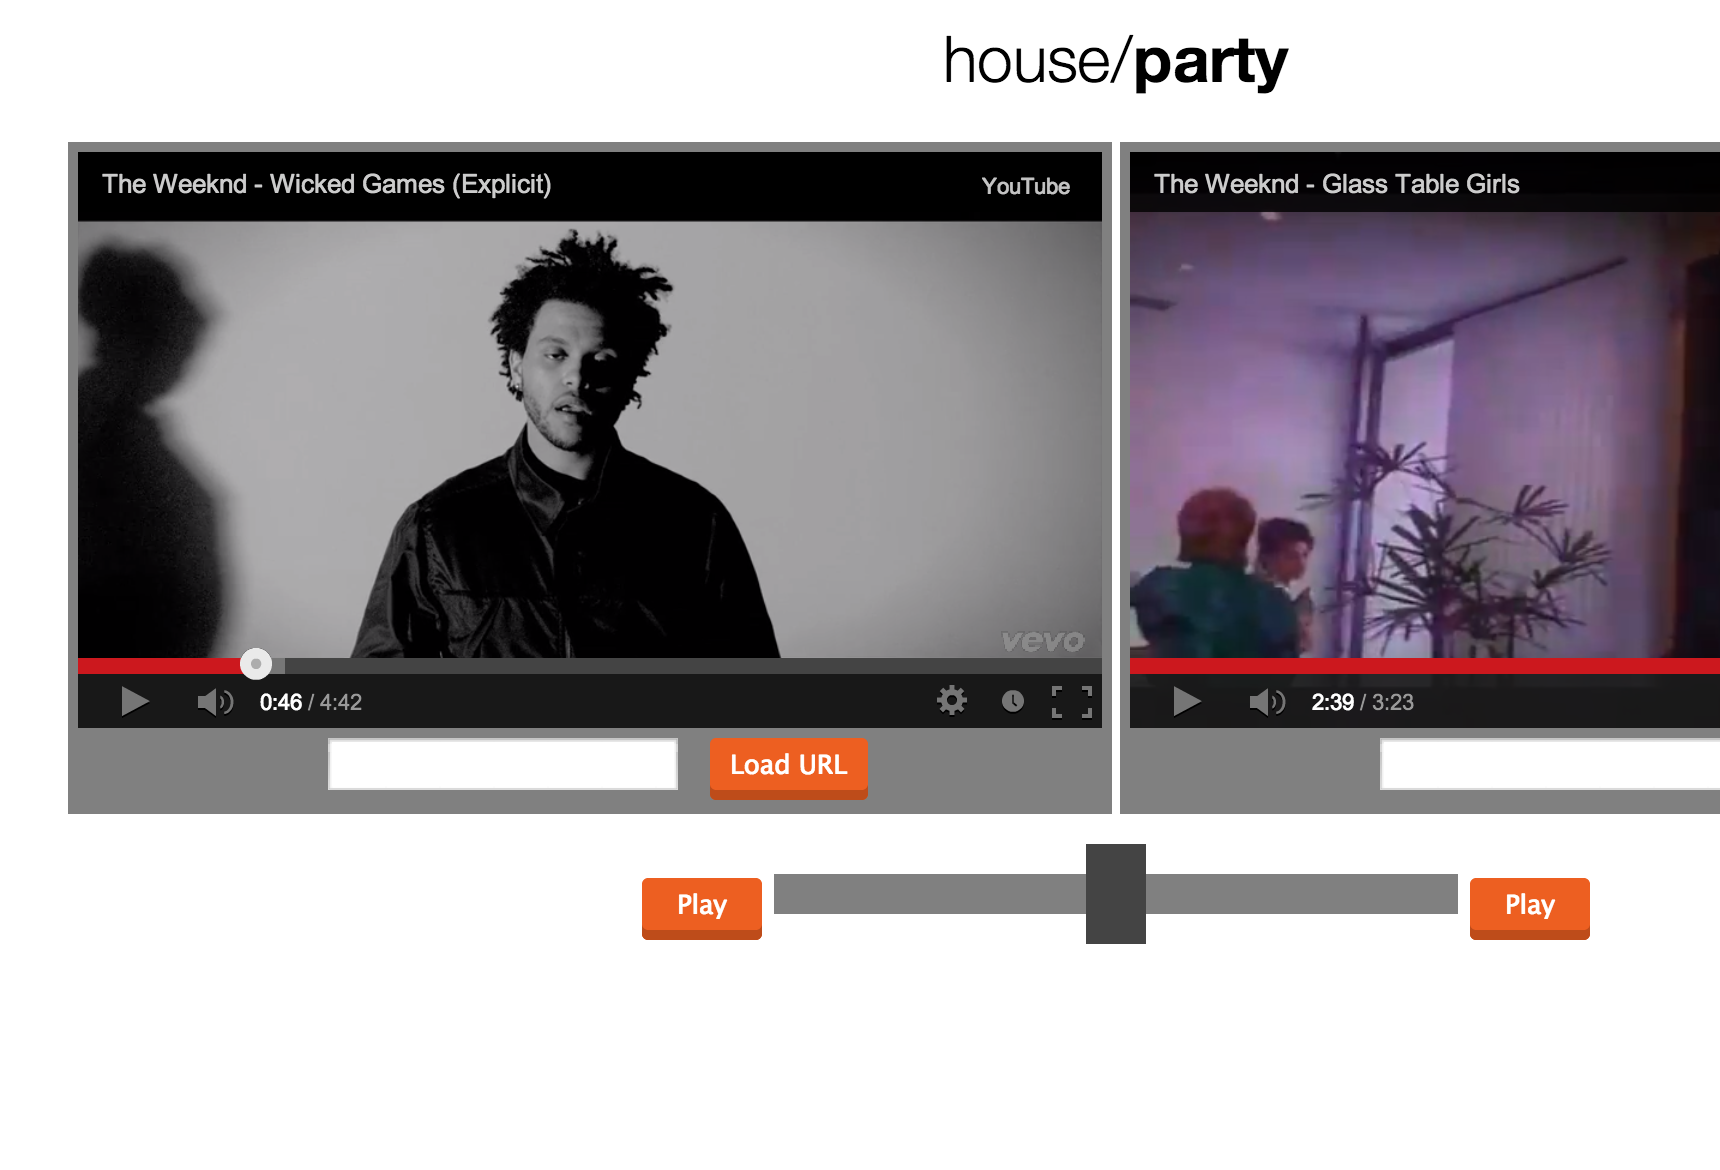 house/party
The Weeknd - Wicked Games (Explicit)
YouTube
The Weeknd - Glass Table Girls
vevo
0:46 / 4:42
2:39 / 3:23
Load URL
Play
Play